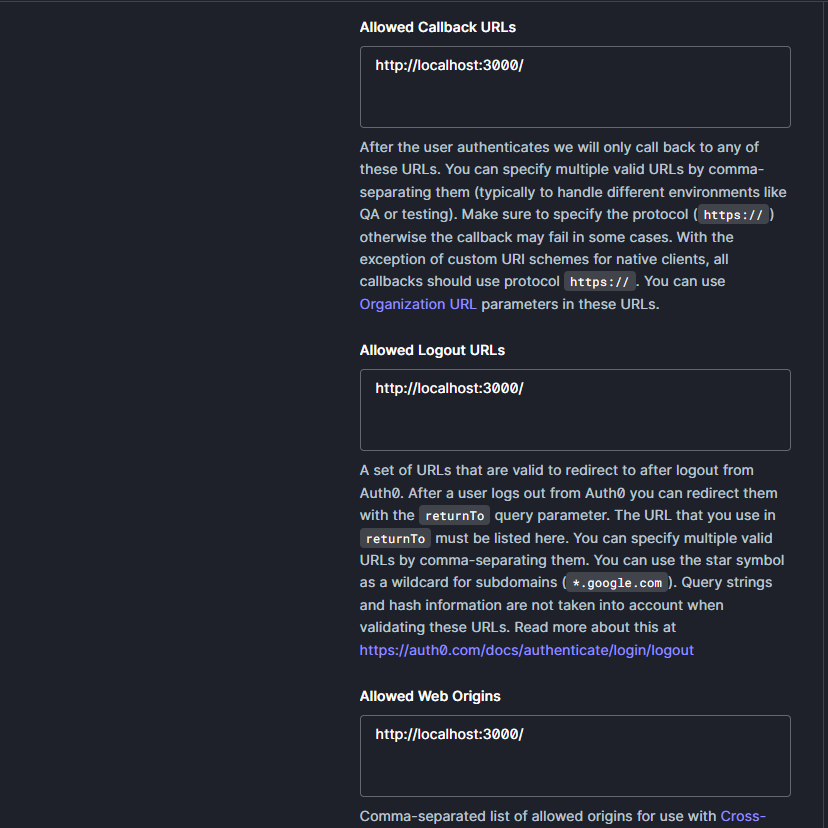 Allowed Callback URLs
http://localhost:3000/
After the user authenticates we will only call back to any of
these URLs. You can specify multiple valid URLs by comma-
separating them (typically to handle different environments like
QA or testing). Make sure to specify the protocol ( https:// )
otherwise the callback may fail in some cases. With the
exception of custom URI schemes for native clients, all
callbacks should use protocol https:// . You can use
Organization URL parameters in these URLs.
Allowed Logout URLs
http://localhost:3000/
A set of URLs that are valid to redirect to after logout from
Auth0. After a user logs out from Auth0 you can redirect them
with the returnTo query parameter. The URL that you use in
returnTo must be listed here. You can specify multiple valid
URLs by comma-separating them. You can use the star symbol
as a wildcard for subdomains ( *.google.com ). Query strings
and hash information are not taken into account when
validating these URLs. Read more about this at
https://auth0.com/docs/authenticate/login/logout
Allowed Web Origins
http://localhost:3000/
Comma-separated list of allowed origins for use with Cross-